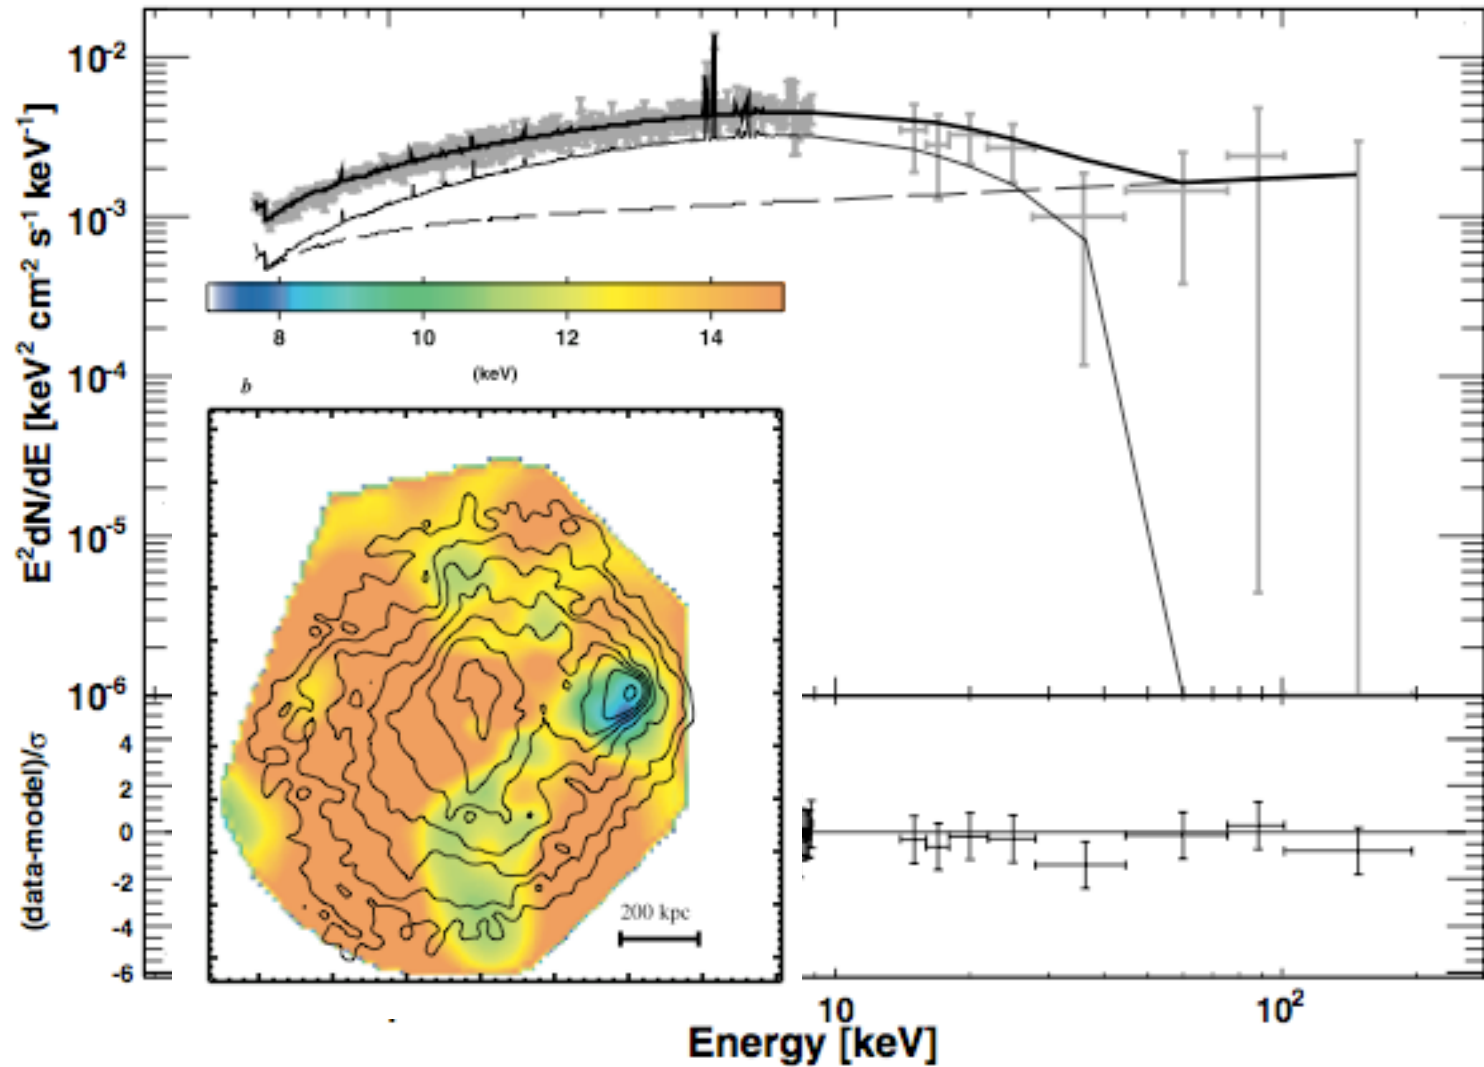 10-2
10-3
10-4
10-5
10-6
E2dN/dE [keV2 cm-2 s-1 keV-1]
8 10 12 14
(keV)
b
200 kpc
(data-model)/σ
4
2
0
-2
-4
-6
10 102
Energy [keV]